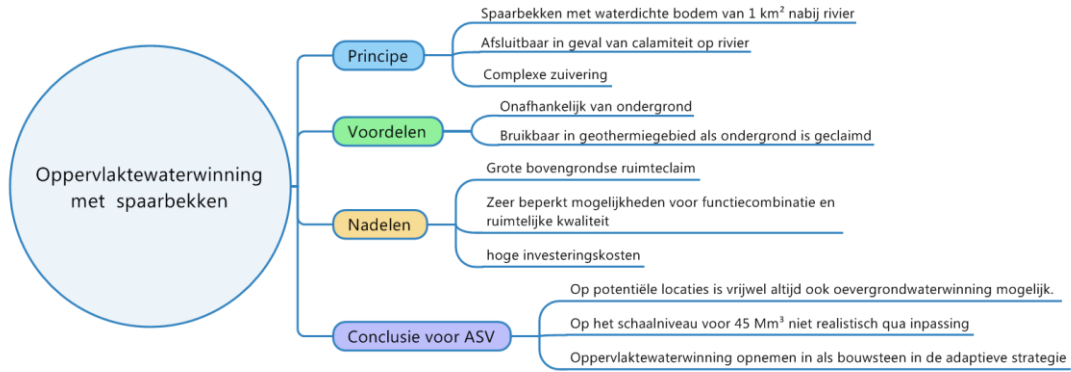 Oppervlaktewaterwinning
met spaarbekken
Principe
Spaarbekken met waterdichte bodem van 1 km² nabij rivier
Afsluitbaar in geval van calamiteit op rivier
Complexe zuivering
Voordelen
Onafhankelijk van ondergrond
Bruikbaar in geothermiegebied als ondergrond is geclaimd
Nadelen
Grote bovengrondse ruimteclaim
Zeer beperkt mogelijkheden voor functiecombinatie en
ruimtelijke kwaliteit
hoge investeringskosten
Conclusie voor ASV
Op potentiële locaties is vrijwel altijd ook oevergrondwaterwinning mogelijk.
Op het schaalniveau voor 45 Mm³ niet realistisch qua inpassing
Oppervlaktewaterwinning opnemen in als bouwsteen in de adaptieve strategie